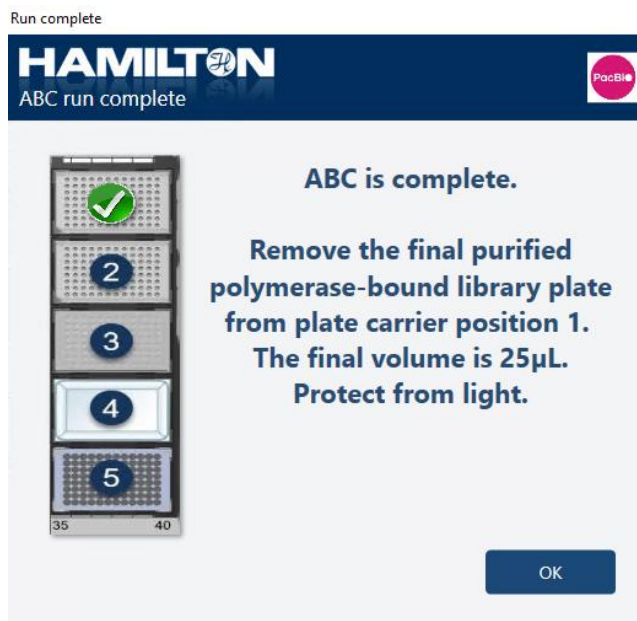 Run complete
HAMILTON
ABC run complete
PacBio
ABC is complete.
Remove the final purified
polymerase-bound library plate
from plate carrier position 1.
The final volume is 25µL.
Protect from light.
2
3
4
5
35 40
OK